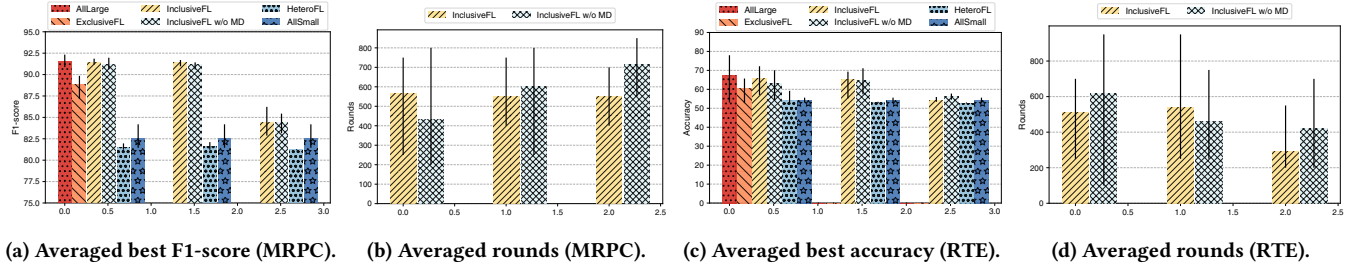 AllLarge
ExclusiveFL
InclusiveFL
InclusiveFL w/o MD
HeteroFL
AllSmall
F1-score
95.0
92.5
90.0
87.5
85.0
82.5
80.0
77.5
75.0
0.0 0.5 1.0 1.5 2.0 2.5 3.0
(a) Averaged best F1-score (MRPC).
InclusiveFL
InclusiveFL w/o MD
Rounds
800
700
600
500
400
300
200
100
0
0.0 0.5 1.0 1.5 2.0 2.5
(b) Averaged rounds (MRPC).
AllLarge
ExclusiveFL
InclusiveFL
InclusiveFL w/o MD
HeteroFL
AllSmall
Accuracy
90
80
70
60
50
40
30
20
10
0
0.0 0.5 1.0 1.5 2.0 2.5 3.0
(c) Averaged best accuracy (RTE).
InclusiveFL
InclusiveFL w/o MD
Rounds
800
600
400
200
0
0.0 0.5 1.0 1.5 2.0 2.5
(d) Averaged rounds (RTE).